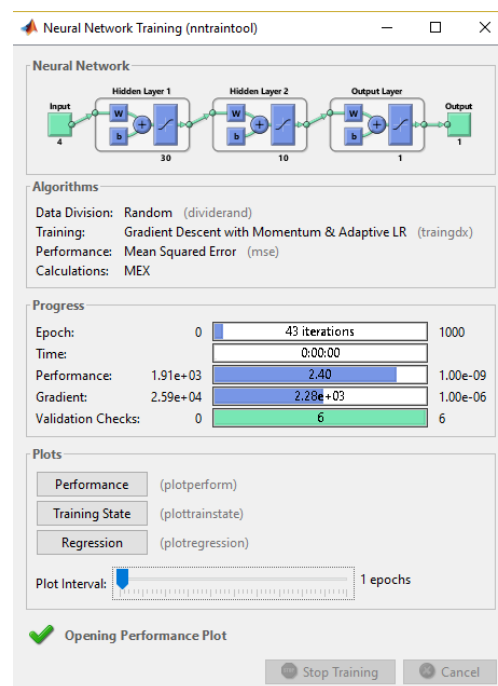 Neural Network Training (nntraintool)
Neural Network
Hidden Layer 1 Hidden Layer 2 Output Layer
Input Output
W W W
+ + +
b b b
4 30 10 1 1
Algorithms
Data Division: Random (dividerand)
Training: Gradient Descent with Momentum & Adaptive LR (traingdx)
Performance: Mean Squared Error (mse)
Calculations: MEX
Progress
Epoch: 0 43 iterations 1000
Time: 0:00:00
Performance: 1.91e+03 2.40 1.00e-09
Gradient: 2.59e+04 2.28e+03 1.00e-06
Validation Checks: 0 6 6
Plots
Performance (plotperform)
Training State (plottrainstate)
Regression (plotregression)
Plot Interval: 1 epochs
Opening Performance Plot
Stop Training Cancel